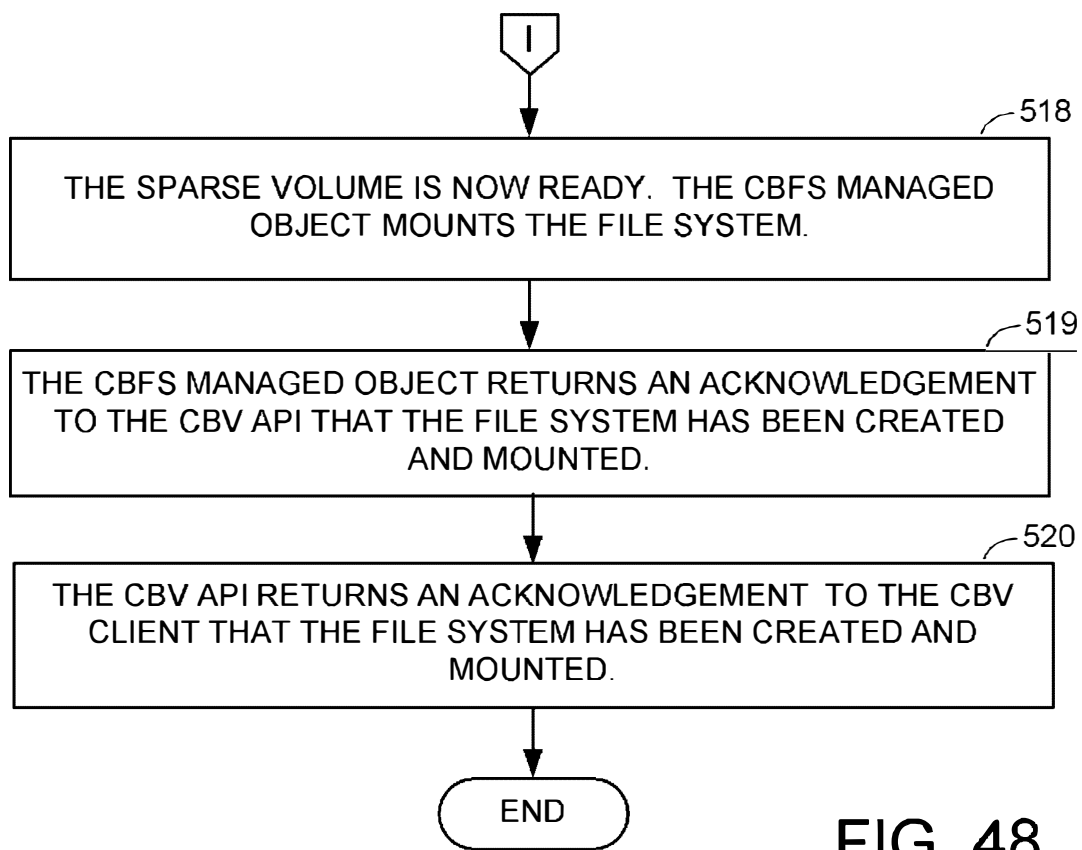 I
518
THE SPARSE VOLUME IS NOW READY. THE CBFS MANAGED
OBJECT MOUNTS THE FILE SYSTEM.
519
THE CBFS MANAGED OBJECT RETURNS AN ACKNOWLEDGEMENT
TO THE CBV API THAT THE FILE SYSTEM HAS BEEN CREATED
AND MOUNTED.
520
THE CBV API RETURNS AN ACKNOWLEDGEMENT TO THE CBV
CLIENT THAT THE FILE SYSTEM HAS BEEN CREATED AND
MOUNTED.
END
FIG. 48